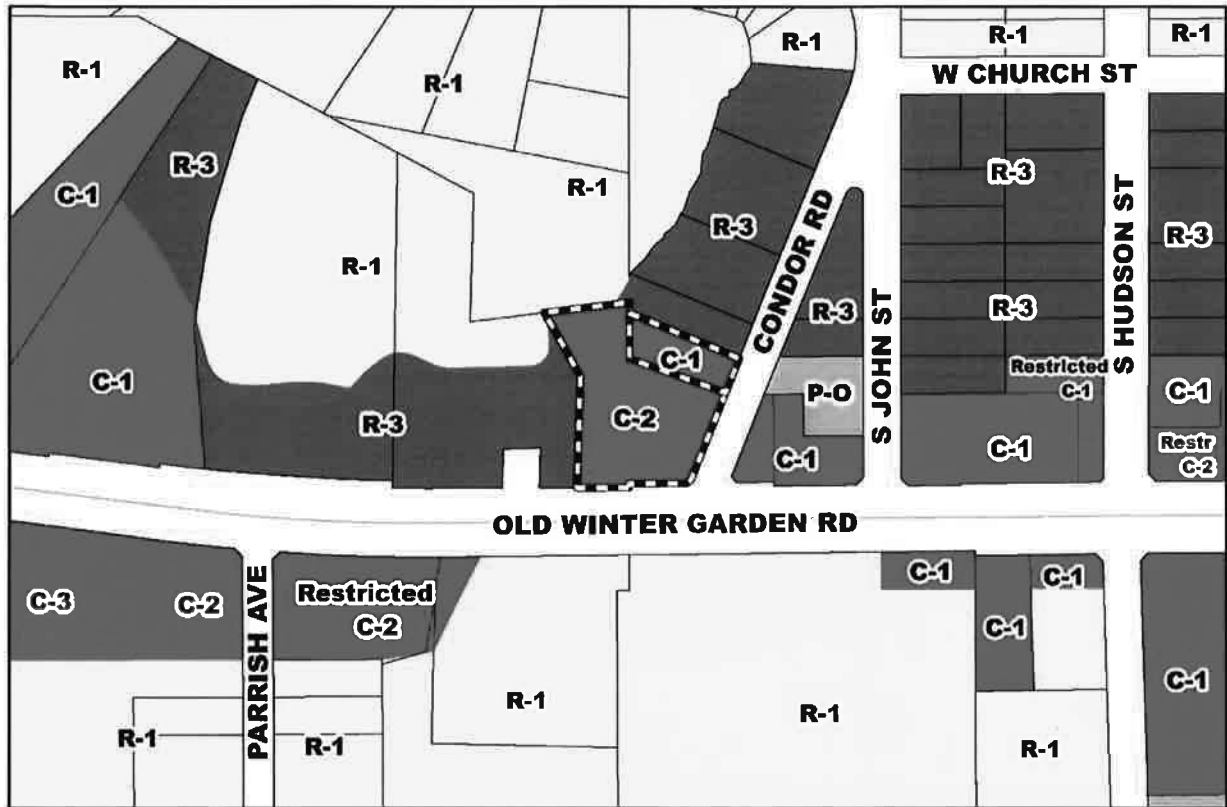 R-1
R-1
R-1
R-1
R-1
W CHURCH ST
R-3
C-1
R-1
R-3
R-3
R-3
S HUDSON ST
R-1
CONDOR RD
R-3
R-3
S JOHN ST
C-1
C-1
Restricted
C-1
P-O
C-1
R-3
C-2
C-1
C-1
Restr
C-2
OLD WINTER GARDEN RD
C-3
C-2
PARRISH AVE
Restricted
C-2
C-1
C-1
C-1
C-1
R-1
R-1
R-1
R-1
R-1